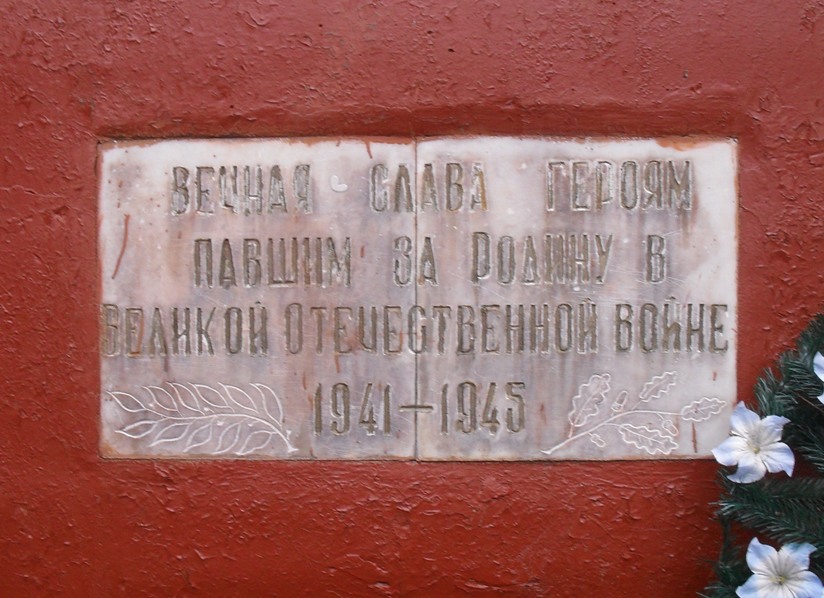 ВЕЧНАЯ СЛАВА ГЕРОЯМ
ПАВШИМ ЗА РОДИНУ В
ВЕЛИКОЙ ОТЕЧЕСТВЕННОЙ ВОЙНЕ
1941-1945